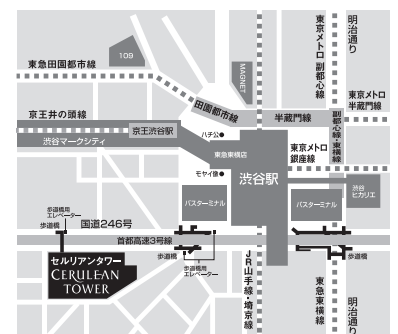 東京メトロ 副都心線
明治通り
109
東急田園都市線
MAGNET
田園都市線
東京メトロ
半蔵門線
京王井の頭線
半蔵門線
京王渋谷駅
ハチ公
副都心線・東横線
渋谷マークシティ
東急東横店
東京メトロ
銀座線
モヤイ像
渋谷駅
渋谷
ヒカリエ
バスターミナル
バスターミナル
歩道橋用
エレベーター
歩道橋
国道246号
首都高速3号線
歩道橋
歩道橋
セルリアンタワー
CERULEAN
TOWER
歩道橋用
エレベーター
JR山手線・埼京線
東急東横線
明治通り